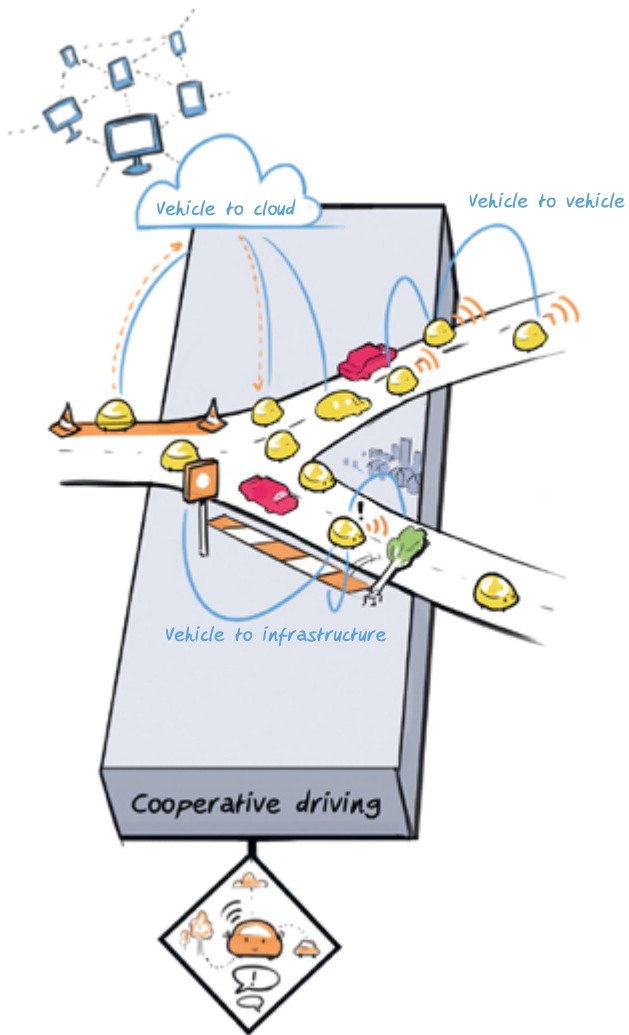 Vehicle to cloud
Vehicle to vehicle
!
Vehicle to infrastructure
Cooperative driving
!